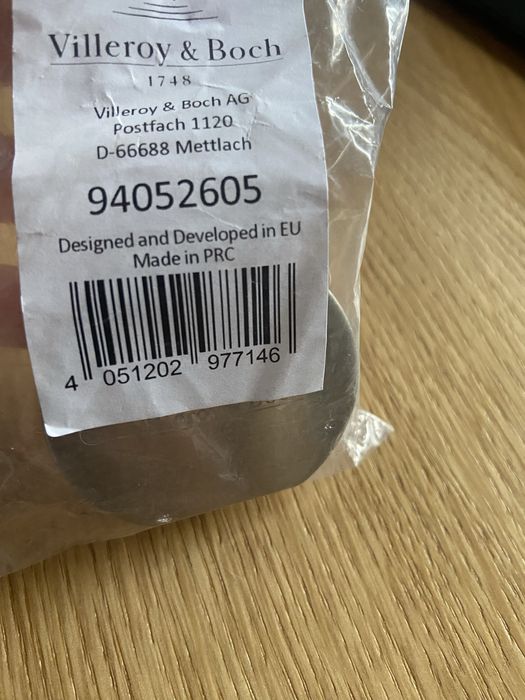 Villeroy & Boch
1748
Villeroy & Boch AG
Postfach 1120
D-66688 Mettlach
94052605
Designed and Developed in EU
Made in PRC
4 051202 977146